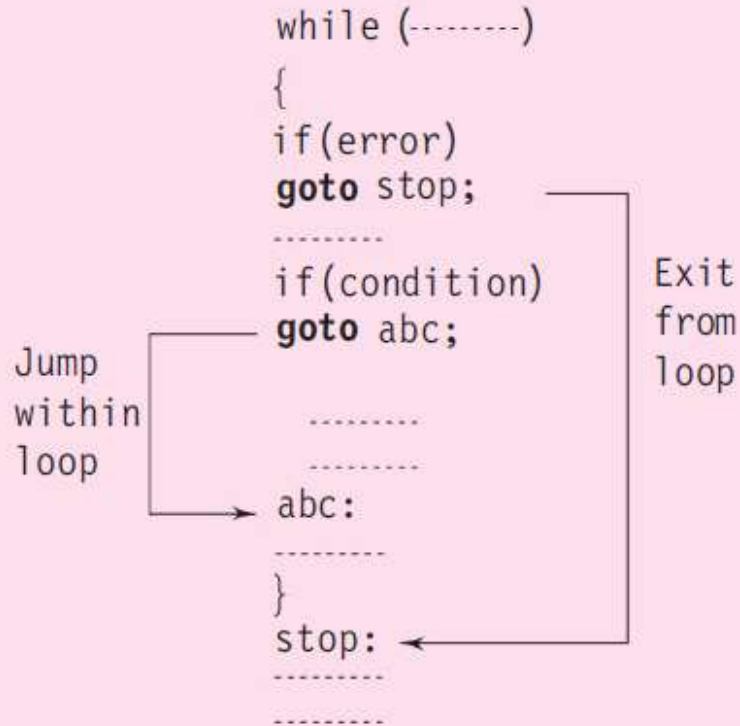 while (---------)
{
if(error)
goto stop;
---------
if(condition)
goto abc;
Exit
from
loop
Jump
within
loop
---------
---------
abc:
---------
}
stop:
---------
---------